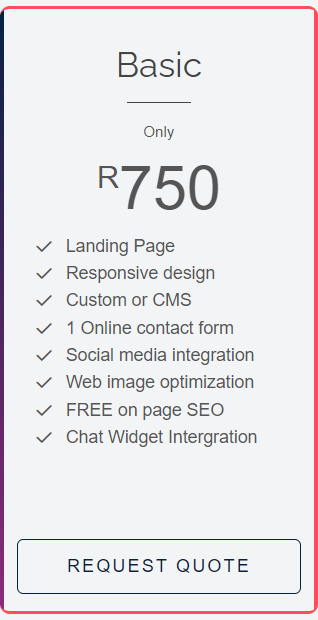 Basic
Only
R750
Landing Page
Responsive design
Custom or CMS
1 Online contact form
Social media integration
Web image optimization
FREE on page SEO
Chat Widget Intergration
REQUEST QUOTE